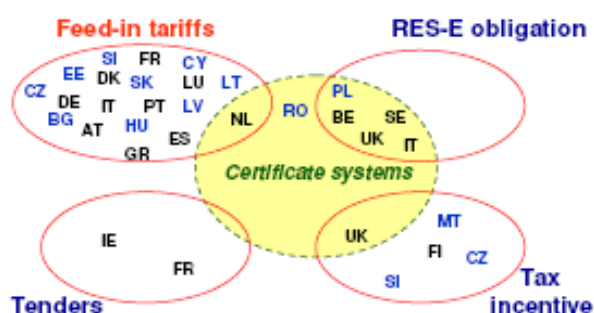 Feed-in tariffs
RES-E obligation
SI FR CY
EE DK SK LU LT
CZ DE IT PT LV
BG AT HU ES
GR
NL
RO
PL
BE SE
UK IT
Certificate systems
IE
FR
UK
MT
FI CZ
SI
Tenders
Tax
incentive